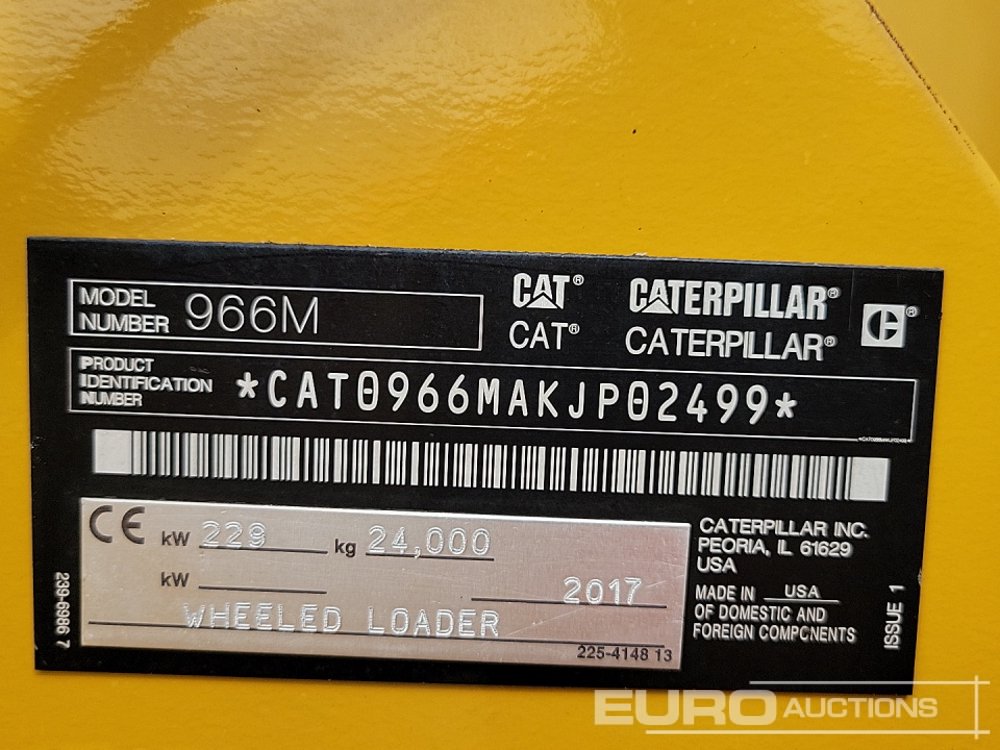 MODEL NUMBER 966M
CAT® CATERPILLAR®
CAT® CATERPILLAR®
PRODUCT IDENTIFICATION NUMBER *CAT0966MAKJP02499*
*CAT0966MAKJP02499*
CE kW 229 kg 24,000
kW 2017
WHEELED LOADER
225-4148 13
239-6986 7
CATERPILLAR INC.
PEORIA, IL 61629
USA
MADE IN USA
OF DOMESTIC AND
FOREIGN COMPONENTS
ISSUE 1
EURO AUCTIONS